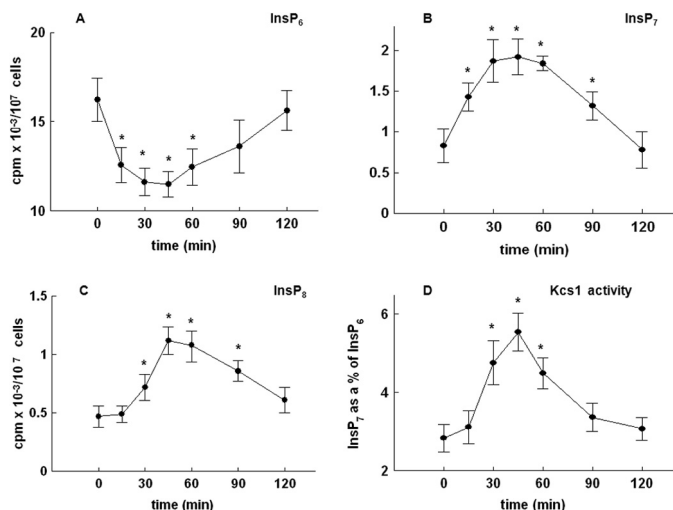 A InsP6
cpm x 10-3/107 cells
20
15
10
* * * *
0 30 60 90 120
time (min)
B InsP7
2
1.5
1
0.5
0
* * * * *
0 30 60 90 120
time (min)
C InsP8
cpm x 10-3/10 7 cells
1.5
1
0.5
0
* * * * *
0 30 60 90 120
time (min)
D Kcs1 activity
InsP7 as a % of InsP6
6
4
2
* * *
0 30 60 90 120
time (min)